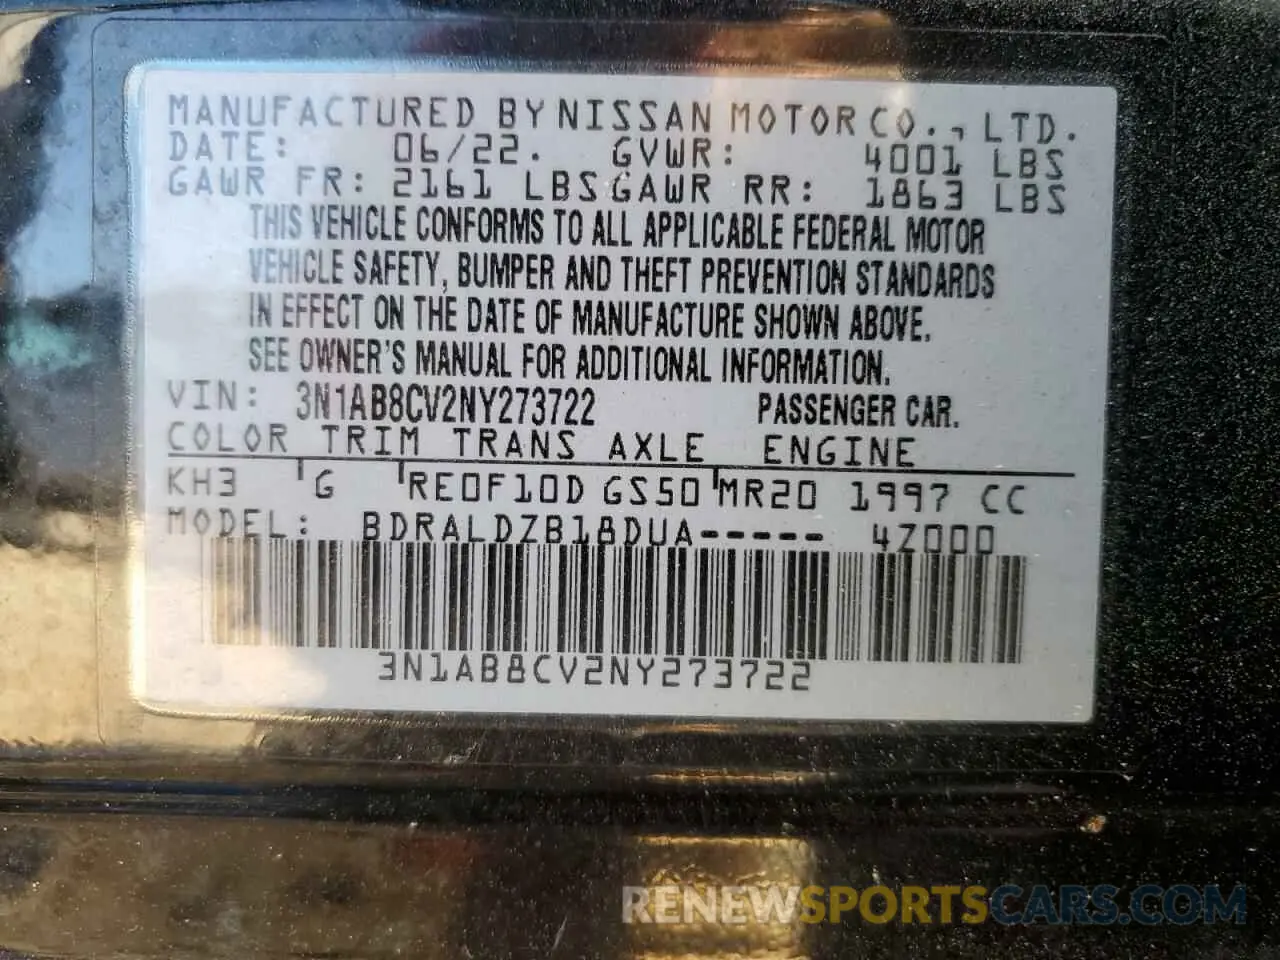 MANUFACTURED BY NISSAN MOTOR CO., LTD.
DATE: 06/22. GVWR: 4001 LBS
GAWR FR: 2161 LBS GAWR RR: 1863 LBS
THIS VEHICLE CONFORMS TO ALL APPLICABLE FEDERAL MOTOR
VEHICLE SAFETY, BUMPER AND THEFT PREVENTION STANDARDS
IN EFFECT ON THE DATE OF MANUFACTURE SHOWN ABOVE.
SEE OWNER'S MANUAL FOR ADDITIONAL INFORMATION.
VIN: 3N1AB8CV2NY273722 PASSENGER CAR.
COLOR TRIM TRANS AXLE ENGINE
KH3 G RE0F10D GS50 MR20 1997 CC
MODEL: BDRALDZB18DUA----- 4Z000
3N1AB8CV2NY273722
RENEWSPORTSCARS.COM